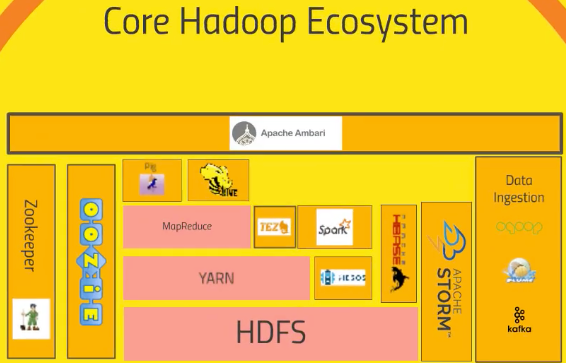 Core Hadoop Ecosystem
Apache Ambari
Zookeeper
OOZIE
Pig
HIVE
MapReduce
TEZ
Spark
YARN
MESOS
HDFS
HBASE
APACHE
STORM™
Data
Ingestion
kafka